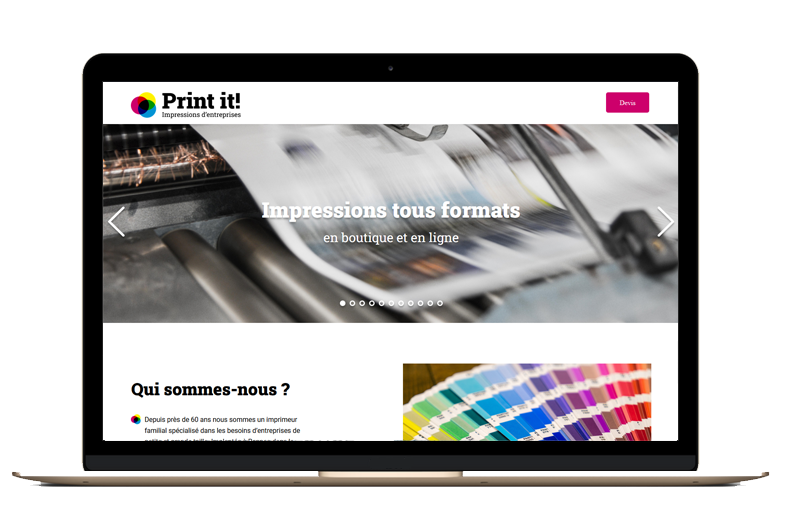 Print it!
Impressions d'entreprises
Devis
Impressions tous formats
en boutique et en ligne
Qui sommes-nous ?
Depuis près de 60 ans nous sommes un imprimeur
familial spécialisé dans les besoins d'entreprises de